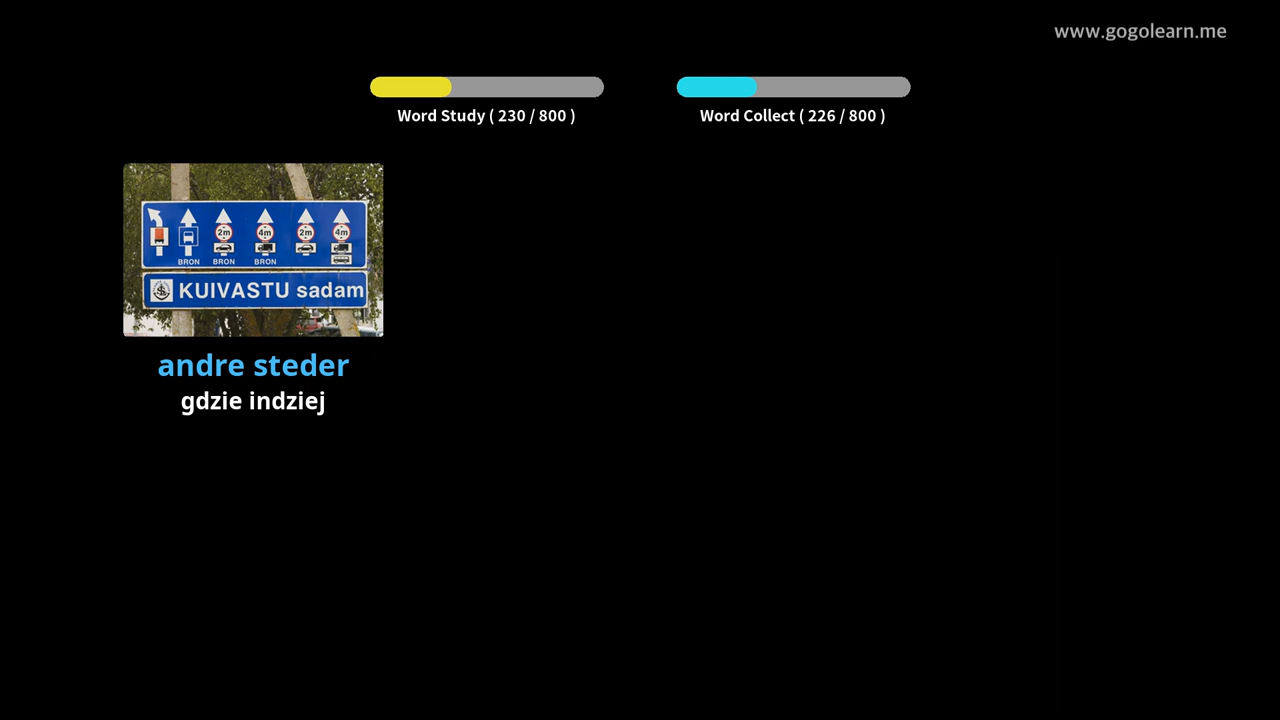 www.gogolearn.me
Word Study ( 230 / 800 )
Word Collect ( 226 / 800 )
2m 4m 2m 4m
BRON BRON BRON
KUIVASTU sadam
andre steder
gdzie indziej